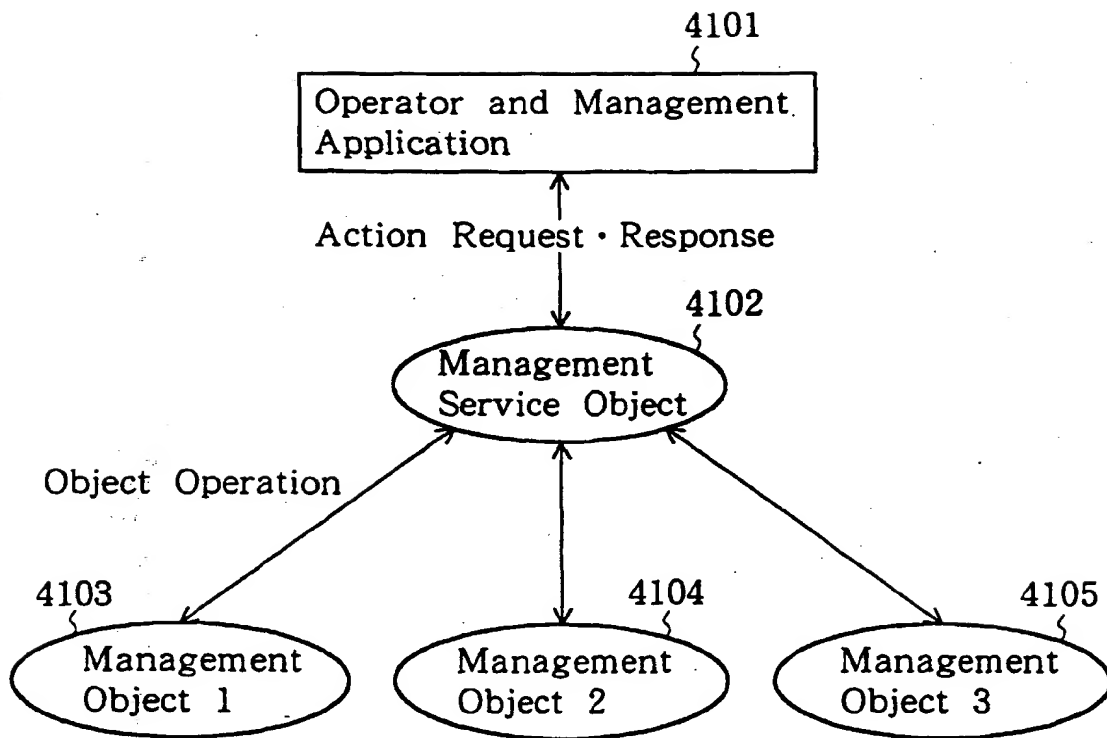 4101
Operator and Management
Application
Action Request・Response
4102
Management
Service Object
Object Operation
4103
4104
4105
Management
Object 1
Management
Object 2
Management
Object 3